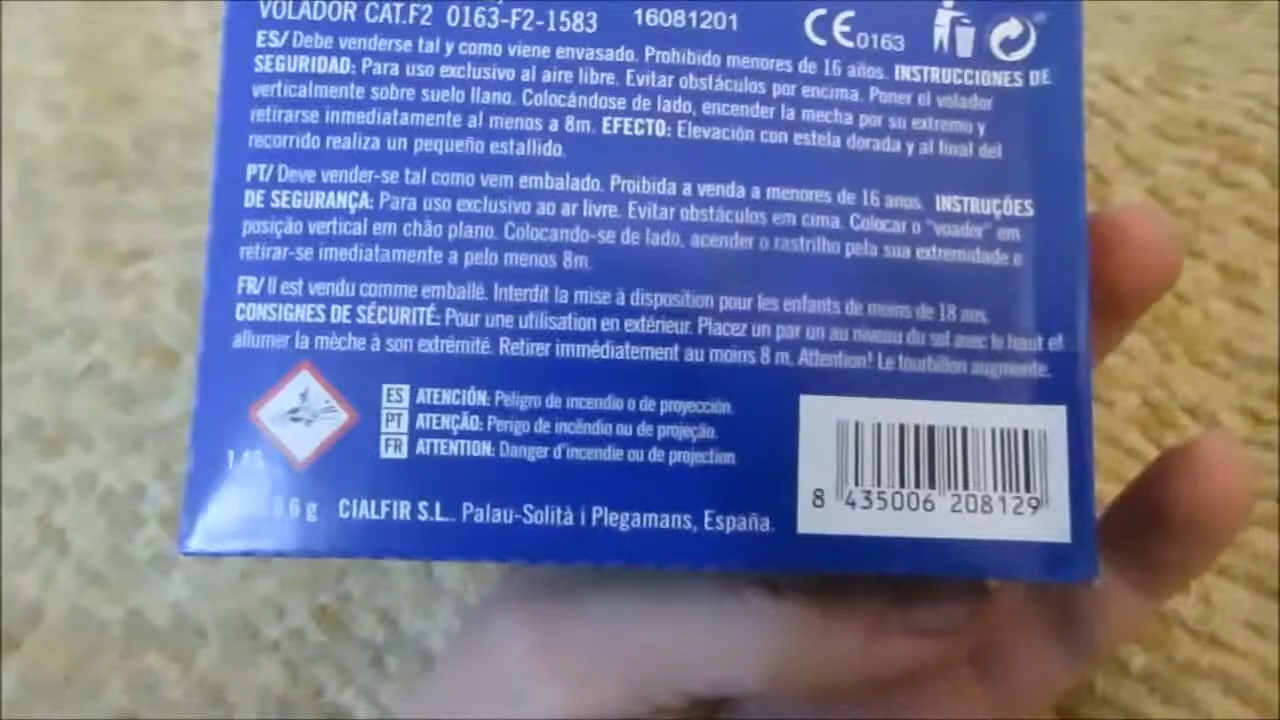 VOLADOR CAT.F2 0163-F2-1583 16081201
CE 0163
ES/ Debe venderse tal y como viene envasado. Prohibido menores de 16 años. INSTRUCCIONES DE
SEGURIDAD: Para uso exclusivo al aire libre. Evitar obstáculos por encima. Poner el volador
verticalmente sobre suelo llano. Colocándose de lado, encender la mecha por su extremo y
retirarse inmediatamente al menos a 8m. EFECTO: Elevación con estela dorada y al final del
recorrido realiza un pequeño estallido.
PT/ Deve vender-se tal como vem embalado. Proibida a venda a menores de 16 anos. INSTRUÇÕES
DE SEGURANÇA: Para uso exclusivo ao ar livre. Evitar obstáculos em cima. Colocar o "voador" em
posição vertical em chão plano. Colocando-se de lado, acender o rastrilho pela sua extremidade e
retirar-se imediatamente a pelo menos 8m.
FR/ Il est vendu comme emballé. Interdit la mise à disposition pour les enfants de moins de 18 ans.
CONSIGNES DE SÉCURITÉ: Pour une utilisation en extérieur. Placez un par un au niveau du sol avec le haut et
allumer la mèche à son extrémité. Retirer immédiatement au moins 8 m. Attention! Le tourbillon augmente.
ES ATENCIÓN: Peligro de incendio o de proyección.
PT ATENÇÃO: Perigo de incêndio ou de projeção.
FR ATTENTION: Danger d'incendie ou de projection.
6 g CIALFIR S.L. Palau-Solità i Plegamans, España.
8 435006 208129